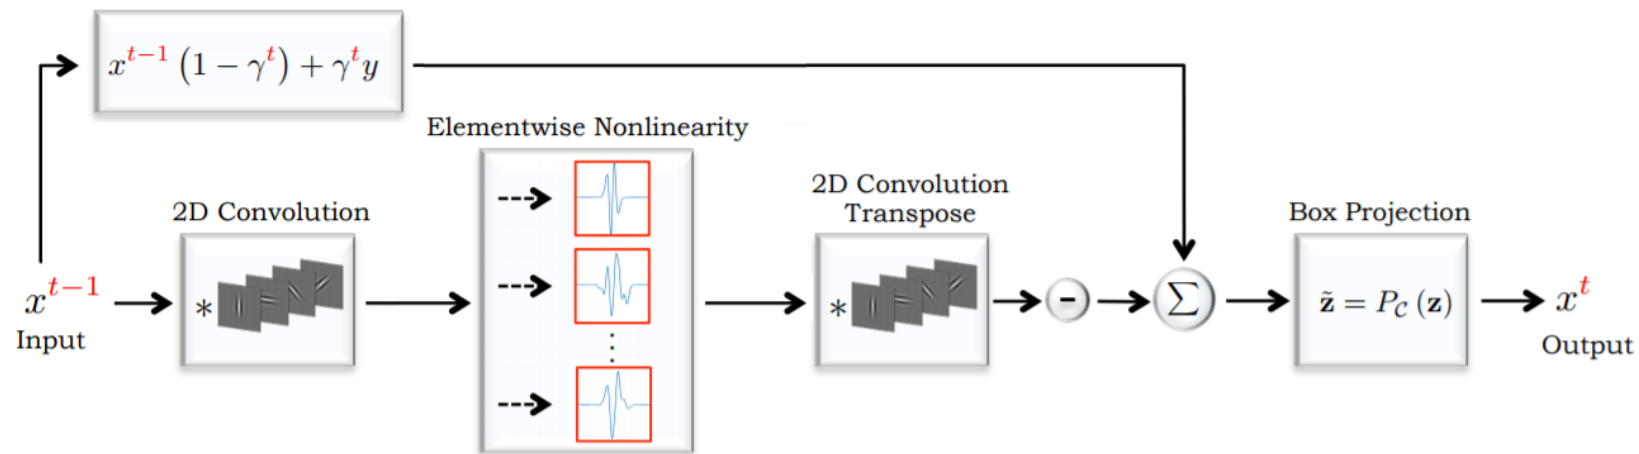 x^{t-1} (1 − γ^t) + γ^t y
Elementwise Nonlinearity
2D Convolution
2D Convolution
Transpose
Box Projection
x^{t-1}
Input
*
*
-
∑
z̃ = P_C (z)
x^t
Output